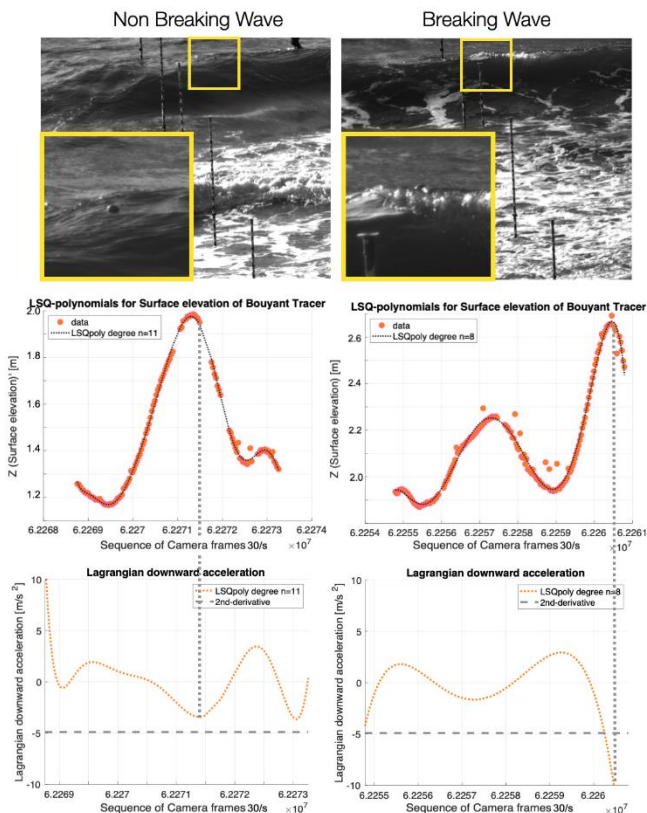 Non Breaking Wave
Breaking Wave
LSQ-polynomials for Surface elevation of Bouyant Tracer
data
LSQpoly degree n=11
Z (Surface elevation)' [m]
2.0
1.8
1.6
1.4
1.2
6.2268 6.2269 6.227 6.2271 6.2272 6.2273 6.2274
Sequence of Camera frames 30/s ×10⁷
LSQ-polynomials for Surface elevation of Bouyant Tracer
data
LSQpoly degree n=8
Z (Surface elevation) [m]
2.6
2.4
2.2
2.0
6.2254 6.2255 6.2256 6.2257 6.2258 6.2259 6.226 6.2261
Sequence of Camera frames 30/s ×10⁷
Lagrangian downward acceleration
LSQpoly degree n=11
2nd-derivative
Lagrangian downward acceleration [m/s²]
10
5
0
-5
-10
6.2269 6.227 6.2271 6.2272 6.2273
Sequence of Camera frames 30/s ×10⁷
Lagrangian downward acceleration
LSQpoly degree n=8
2nd-derivative
Lagrangian downward acceleration [m/s²]
10
5
0
-5
-10
6.2255 6.2256 6.2257 6.2258 6.2259 6.226
Sequence of Camera frames 30/s ×10⁷